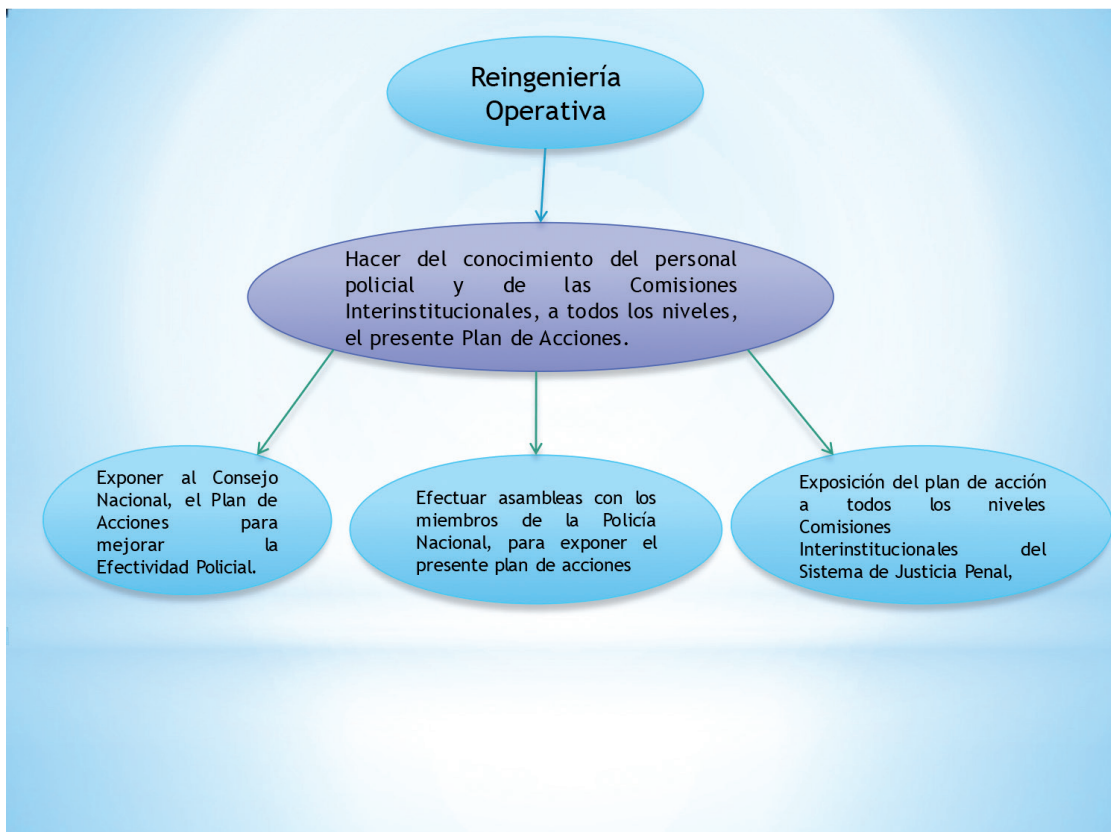 Reingeniería
Operativa
Hacer del conocimiento del personal
policial y de las Comisiones
Interinstitucionales, a todos los niveles,
el presente Plan de Acciones.
Exponer al Consejo
Nacional, el Plan de
Acciones para
mejorar la
Efectividad Policial.
Efectuar asambleas con los
miembros de la Policía
Nacional, para exponer el
presente plan de acciones
Exposición del plan de acción
a todos los niveles
Comisiones
Interinstitucionales del
Sistema de Justicia Penal,